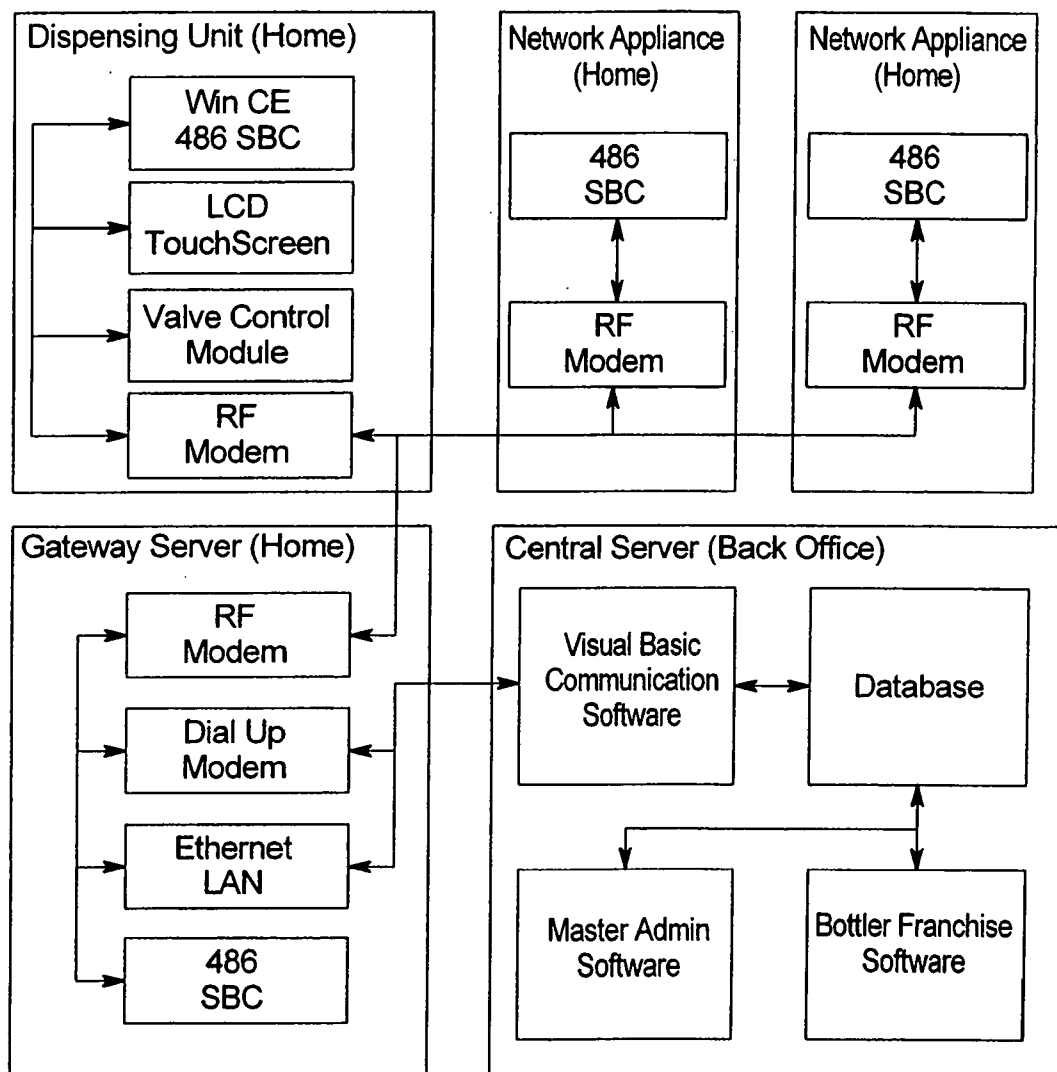 Dispensing Unit (Home)
Win CE
486 SBC
LCD
TouchScreen
Valve Control
Module
RF
Modem
Network Appliance
(Home)
486
SBC
RF
Modem
Network Appliance
(Home)
486
SBC
RF
Modem
Gateway Server (Home)
RF
Modem
Dial Up
Modem
Ethernet
LAN
486
SBC
Central Server (Back Office)
Visual Basic
Communication
Software
Database
Master Admin
Software
Bottler Franchise
Software